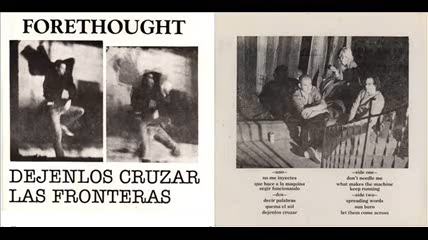 FORETHOUGHT
DEJENLOS CRUZAR
LAS FRONTERAS
—uno—
no me inyectes
que hace a la maquina
seguir funcionando
—dos—
decir palabras
quema el sol
dejenlos cruzar
—side one—
don't needle me
what makes the machine
keep running
—side two—
spreading words
sun burn
let them come across